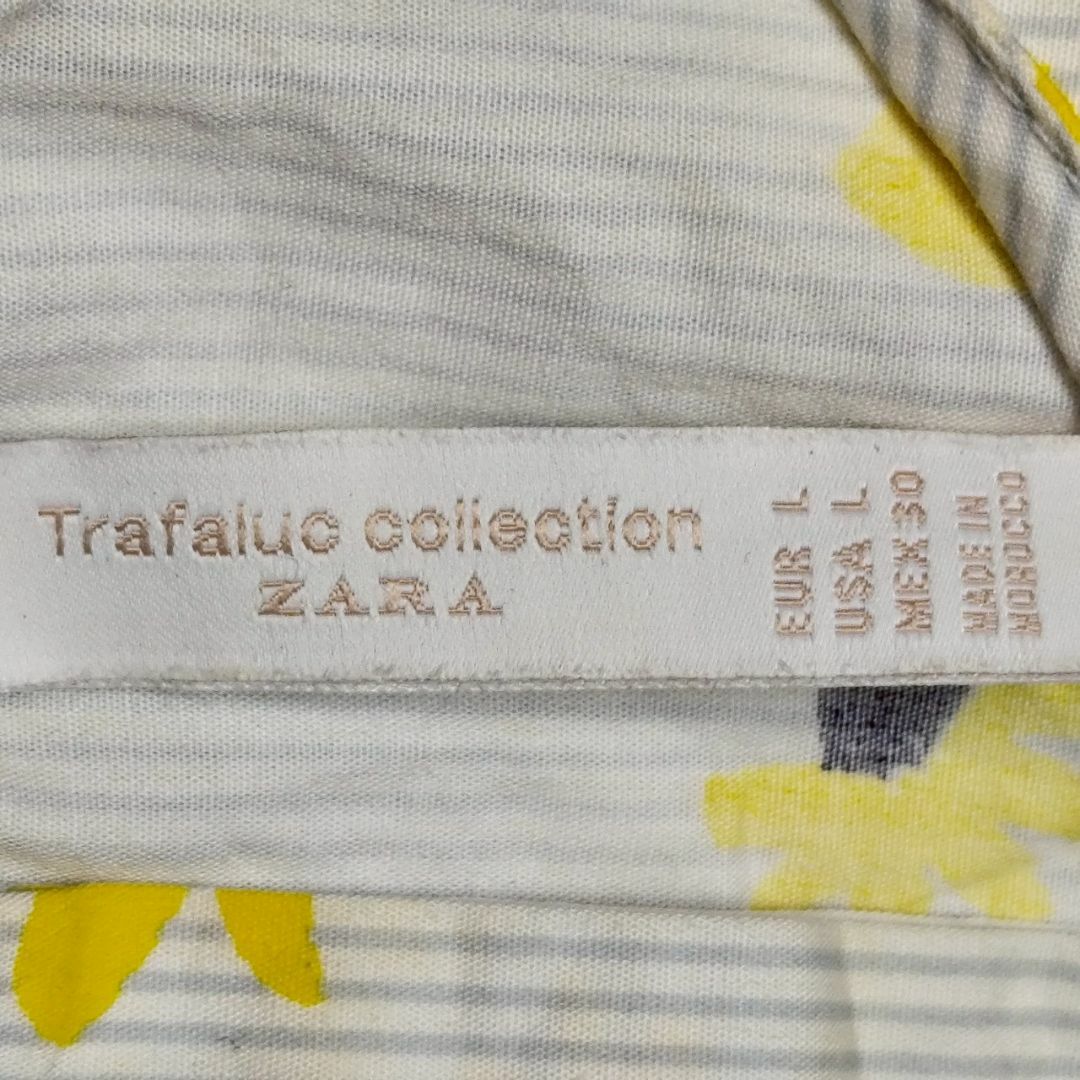 Trafaluc collection
ZARA
EUR L
USA L
MEX 30
MADE IN
MOROCCO